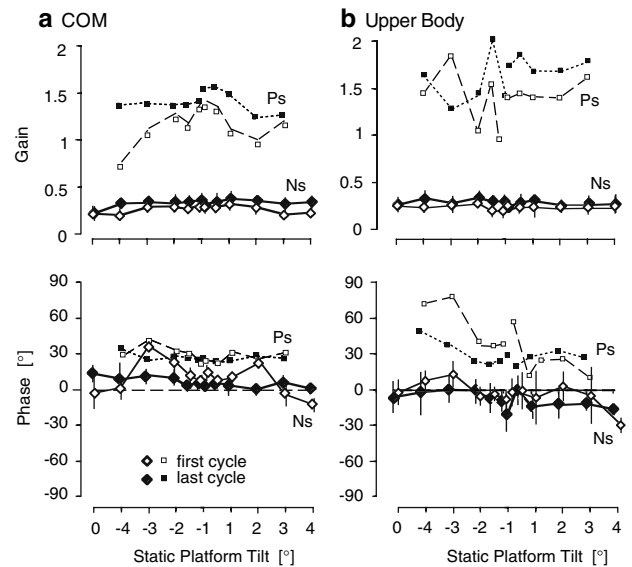 a COM
b Upper Body
2
1.5
1
0.5
0
Gain
Ps
Ns
2
1.5
1
0.5
0
Ps
Ns
90
60
30
0
-30
-60
-90
Phase [°]
Ps
Ns
first cycle
last cycle
0 -4 -3 -2 -1 0 1 2 3 4
Static Platform Tilt [°]
90
60
30
0
-30
-60
-90
Ps
Ns
0 -4 -3 -2 -1 0 1 2 3 4
Static Platform Tilt [°]